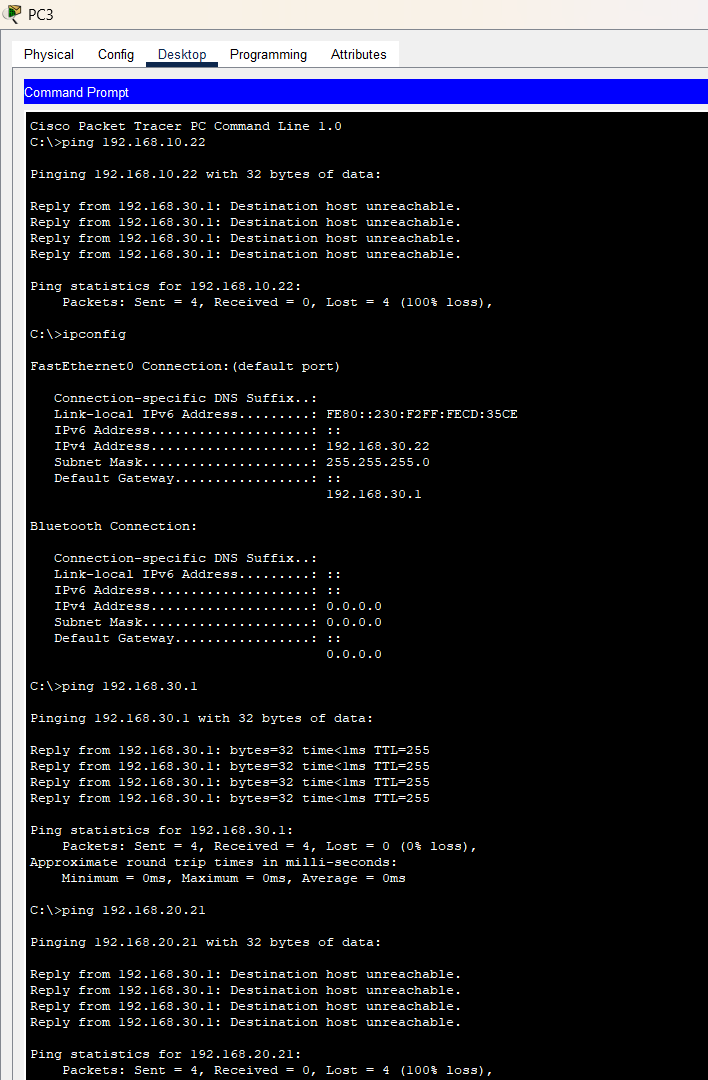 PC3
Physical Config Desktop Programming Attributes
Command Prompt
Cisco Packet Tracer PC Command Line 1.0
C:\>ping 192.168.10.22
Pinging 192.168.10.22 with 32 bytes of data:
Reply from 192.168.30.1: Destination host unreachable.
Reply from 192.168.30.1: Destination host unreachable.
Reply from 192.168.30.1: Destination host unreachable.
Reply from 192.168.30.1: Destination host unreachable.
Ping statistics for 192.168.10.22:
Packets: Sent = 4, Received = 0, Lost = 4 (100% loss),
C:\>ipconfig
FastEthernet0 Connection:(default port)
Connection-specific DNS Suffix..:
Link-local IPv6 Address.........: FE80::230:F2FF:FECD:35CE
IPv6 Address....................: ::
IPv4 Address....................: 192.168.30.22
Subnet Mask.....................: 255.255.255.0
Default Gateway.................: ::
192.168.30.1
Bluetooth Connection:
Connection-specific DNS Suffix..:
Link-local IPv6 Address.........: ::
IPv6 Address....................: ::
IPv4 Address....................: 0.0.0.0
Subnet Mask.....................: 0.0.0.0
Default Gateway.................: ::
0.0.0.0
C:\>ping 192.168.30.1
Pinging 192.168.30.1 with 32 bytes of data:
Reply from 192.168.30.1: bytes=32 time<1ms TTL=255
Reply from 192.168.30.1: bytes=32 time<1ms TTL=255
Reply from 192.168.30.1: bytes=32 time<1ms TTL=255
Reply from 192.168.30.1: bytes=32 time<1ms TTL=255
Ping statistics for 192.168.30.1:
Packets: Sent = 4, Received = 4, Lost = 0 (0% loss),
Approximate round trip times in milli-seconds:
Minimum = 0ms, Maximum = 0ms, Average = 0ms
C:\>ping 192.168.20.21
Pinging 192.168.20.21 with 32 bytes of data:
Reply from 192.168.30.1: Destination host unreachable.
Reply from 192.168.30.1: Destination host unreachable.
Reply from 192.168.30.1: Destination host unreachable.
Reply from 192.168.30.1: Destination host unreachable.
Ping statistics for 192.168.20.21:
Packets: Sent = 4, Received = 0, Lost = 4 (100% loss),